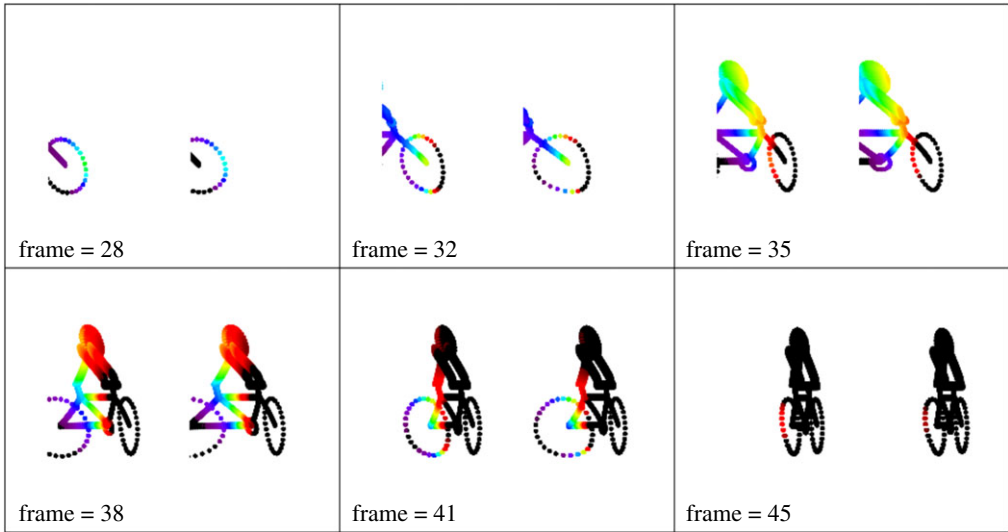 frame = 28
frame = 32
frame = 35
frame = 38
frame = 41
frame = 45